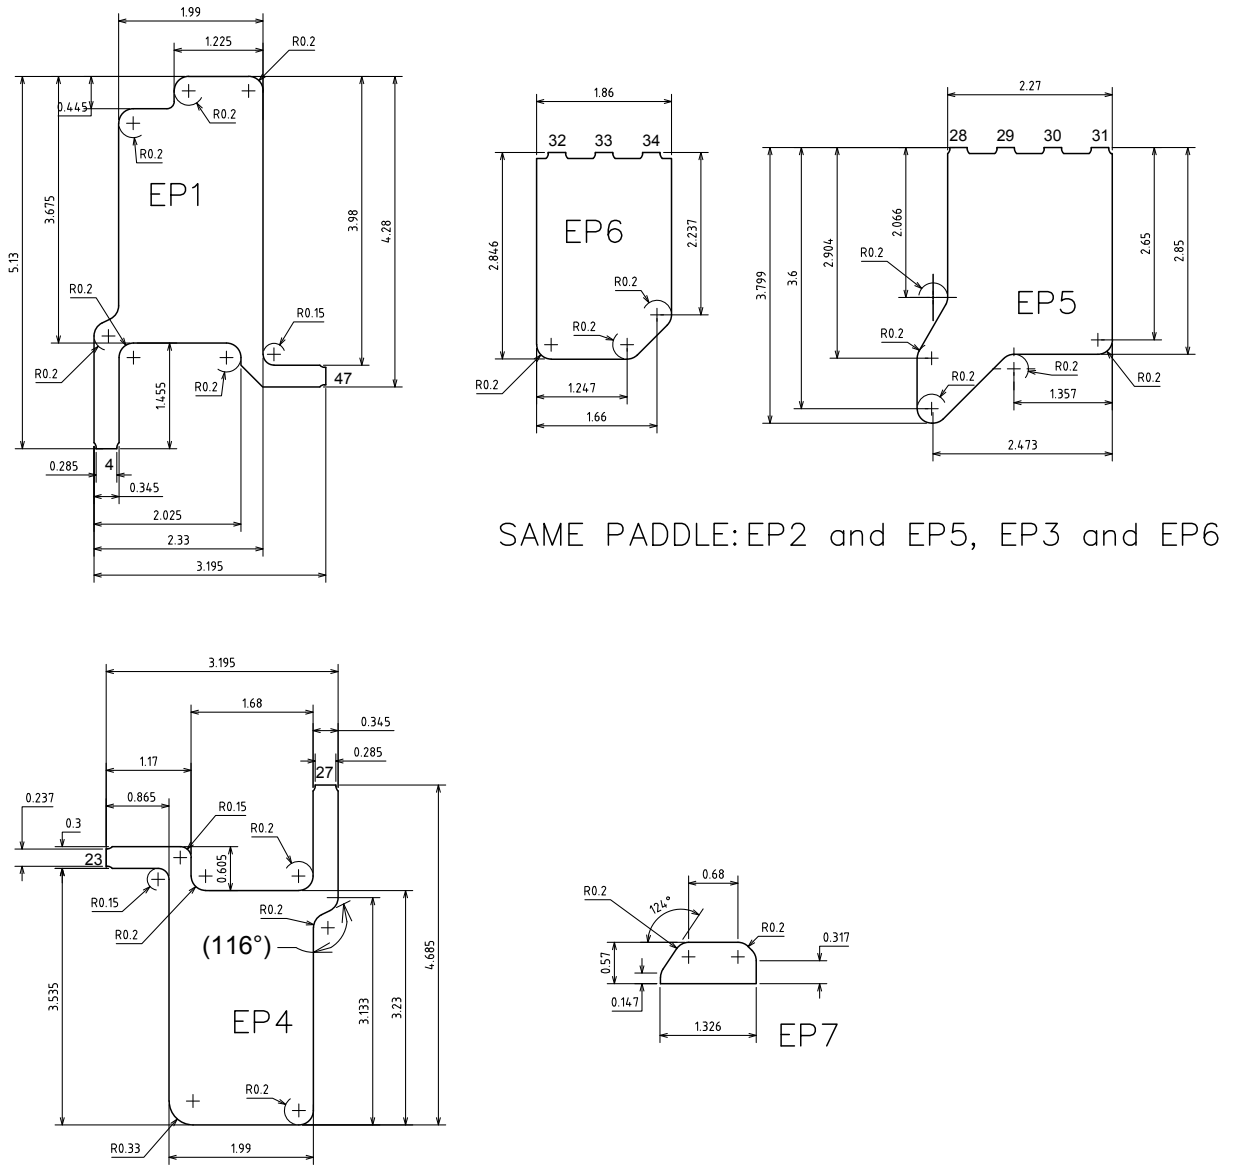 1.99
1.225
R0.2
0.445
R0.2
R0.2
EP1
3.675
5.13
3.98
4.28
R0.2
R0.15
R0.2
R0.2
1.455
47
4
0.285
0.345
2.025
2.33
3.195
1.86
32 33 34
EP6
2.846
2.237
R0.2
R0.2
R0.2
1.247
1.66
2.27
28 29 30 31
2.066
2.904
3.6
3.799
2.65
2.85
R0.2
EP5
R0.2
R0.2
R0.2
R0.2
1.357
2.473
SAME PADDLE: EP2 and EP5, EP3 and EP6
3.195
1.68
0.345
0.285
27
1.17
0.865
0.237
0.3
R0.15
R0.2
23
0.605
R0.15
R0.2
R0.2
(116°)
EP4
3.535
3.133
3.23
4.685
R0.2
R0.33
1.99
0.68
R0.2
124°
R0.2
0.317
0.57
0.147
1.326
EP7